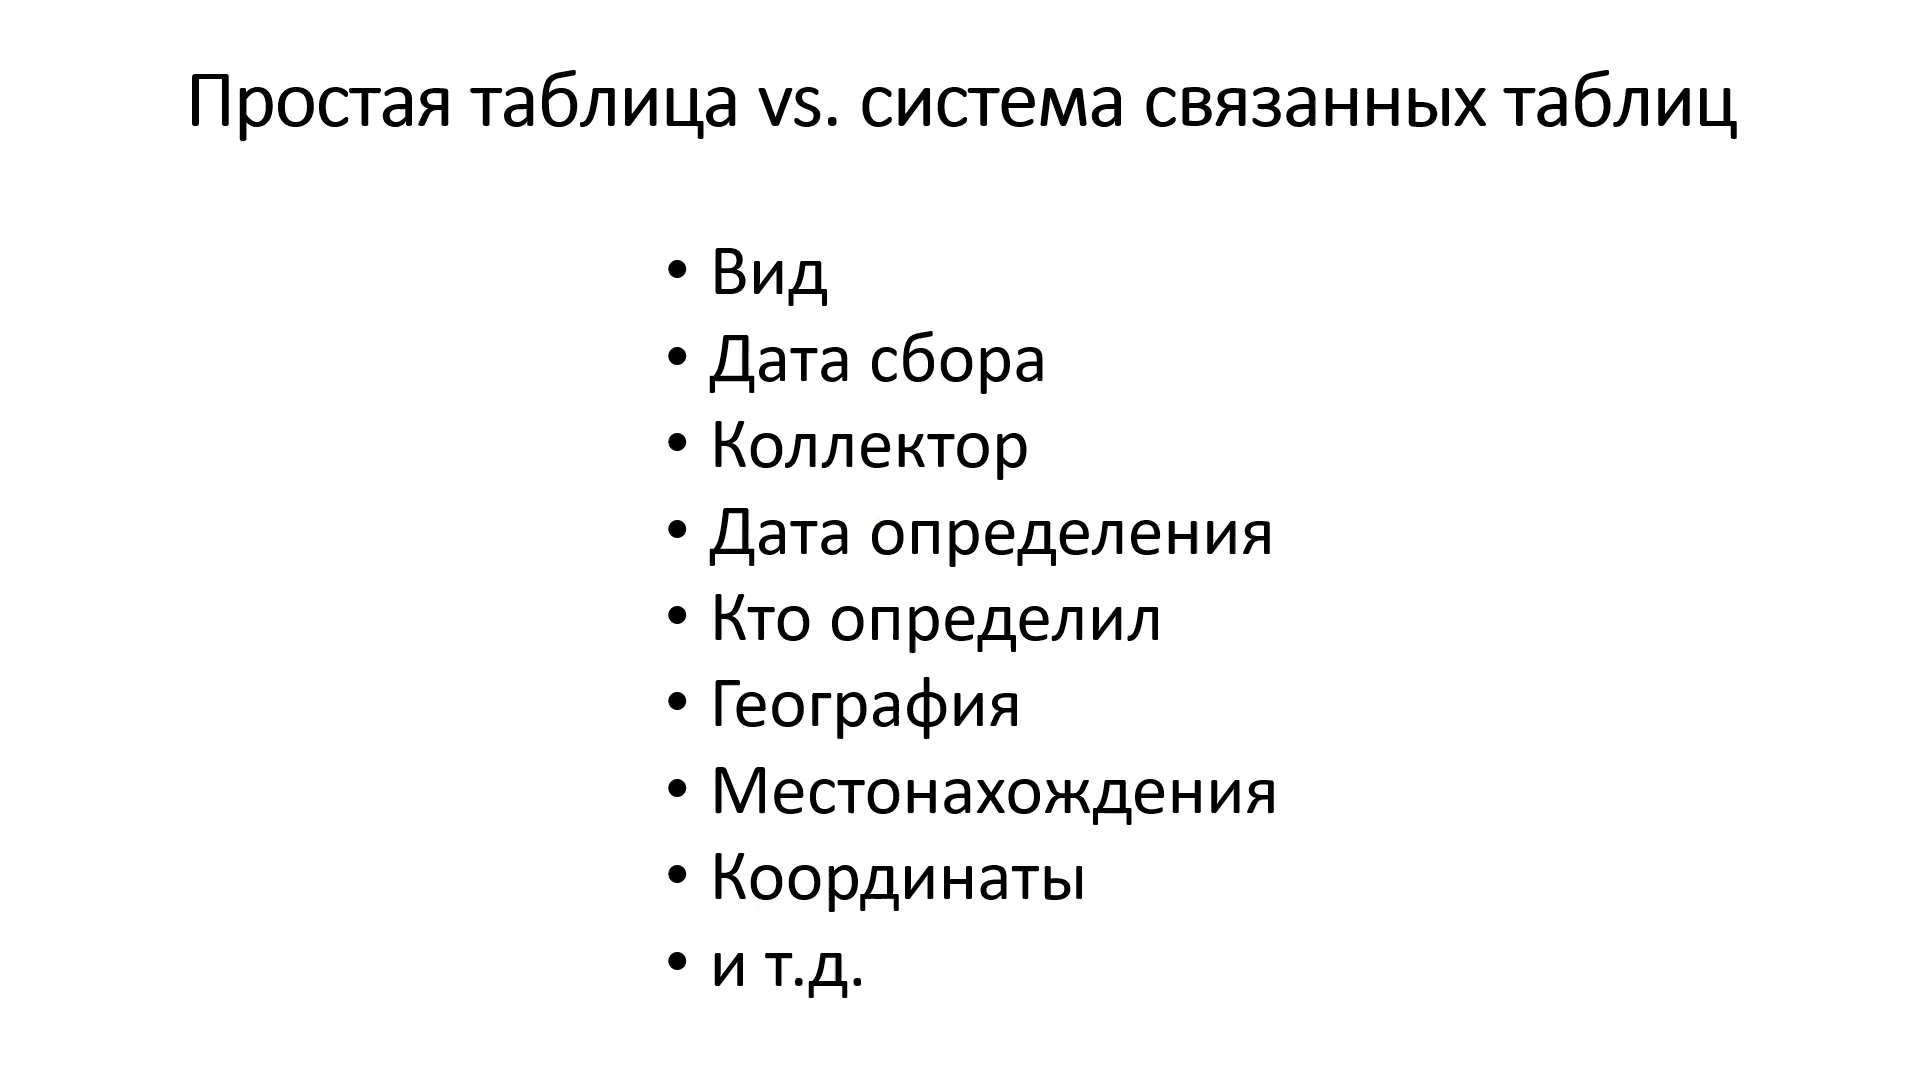 Простая таблица vs. система связанных таблиц
• Вид
• Дата сбора
• Коллектор
• Дата определения
• Кто определил
• География
• Местонахождения
• Координаты
• и т.д.